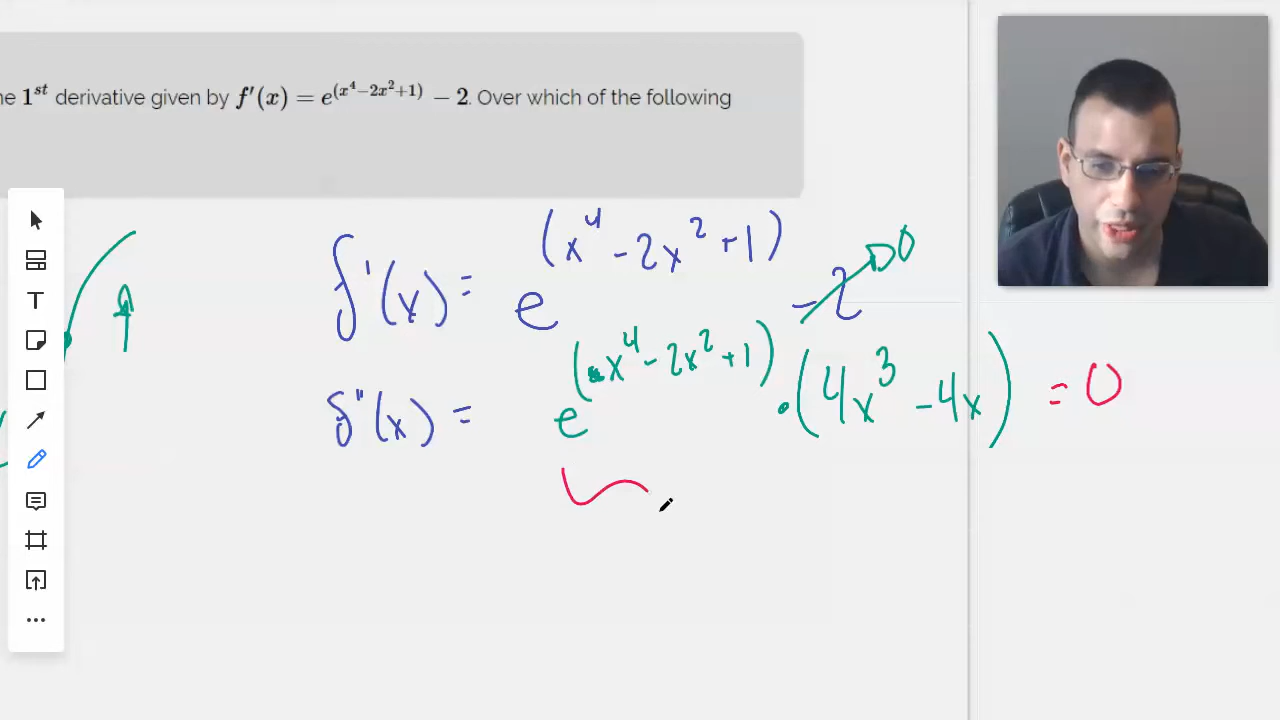 ne 1ˢᵗ derivative given by f′(x) = e^(x⁴−2x²+1) − 2. Over which of the following
f'(x) = e^(x⁴ - 2x² + 1) - 2 → 0
f"(x) = e^(x⁴ - 2x² + 1) · (4x³ - 4x) = 0
T